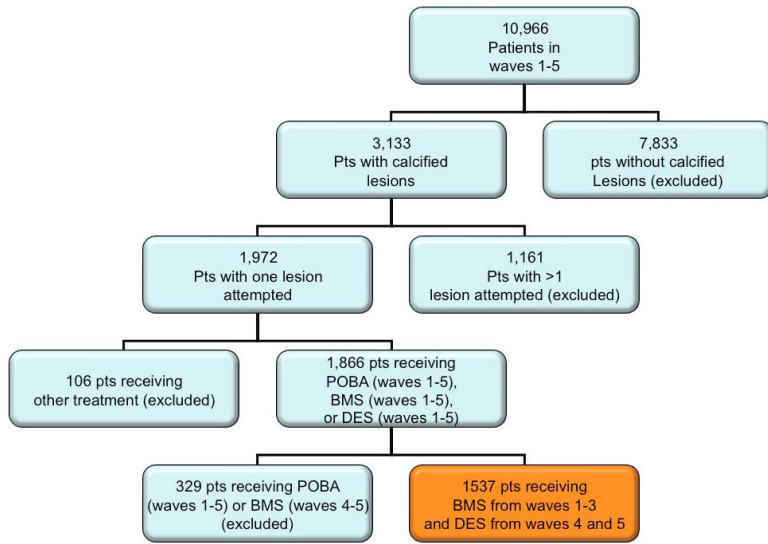 10,966
Patients in
waves 1-5
3,133
Pts with calcified
lesions
7,833
pts without calcified
Lesions (excluded)
1,972
Pts with one lesion
attempted
1,161
Pts with >1
lesion attempted (excluded)
106 pts receiving
other treatment (excluded)
1,866 pts receiving
POBA (waves 1-5),
BMS (waves 1-5),
or DES (waves 1-5)
329 pts receiving POBA
(waves 1-5) or BMS (waves 4-5)
(excluded)
1537 pts receiving
BMS from waves 1-3
and DES from waves 4 and 5